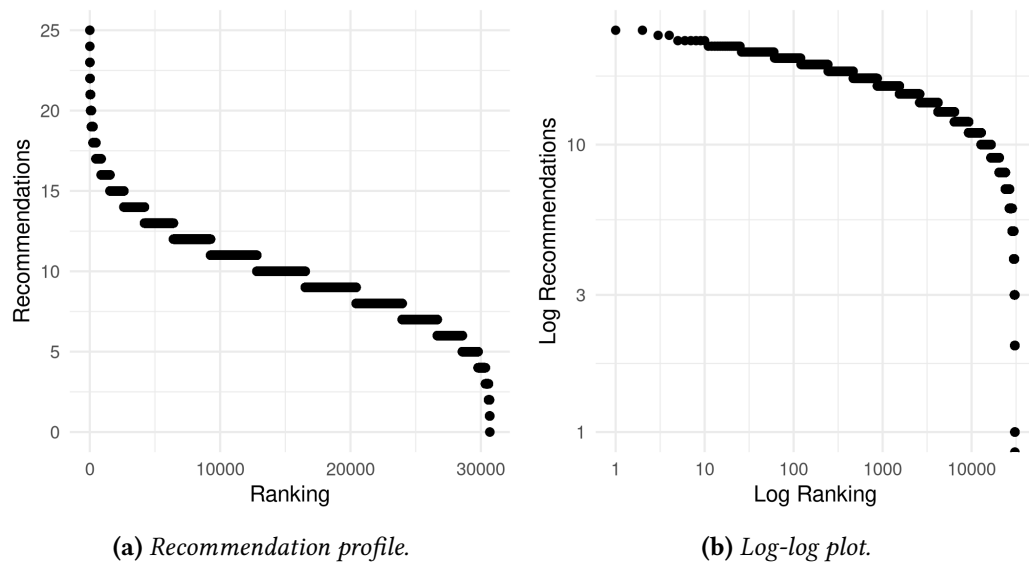 25
20
15
10
5
0
Recommendations
0 10000 20000 30000
Ranking
(a) Recommendation profile.
10
3
1
Log Recommendations
1 10 100 1000 10000
Log Ranking
(b) Log-log plot.